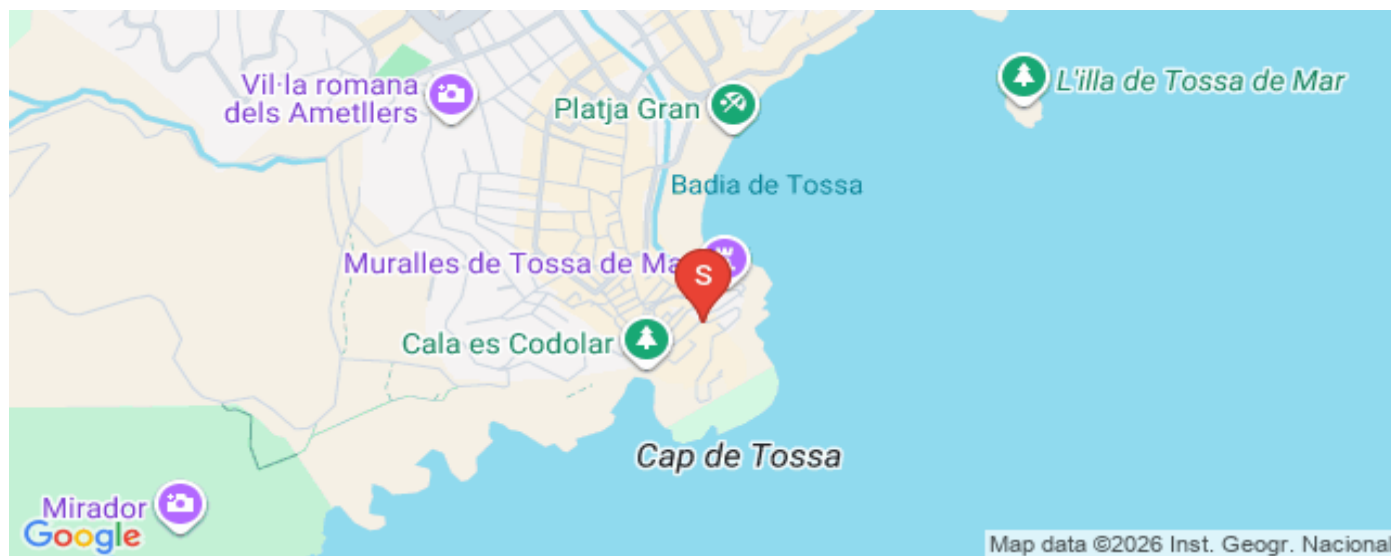 Vil·la romana
dels Ametllers
Platja Gran
L'illa de Tossa de Mar
Badia de Tossa
Muralles de Tossa de Ma
S
Cala es Codolar
Cap de Tossa
Mirador
Google
Map data ©2026 Inst. Geogr. Nacional